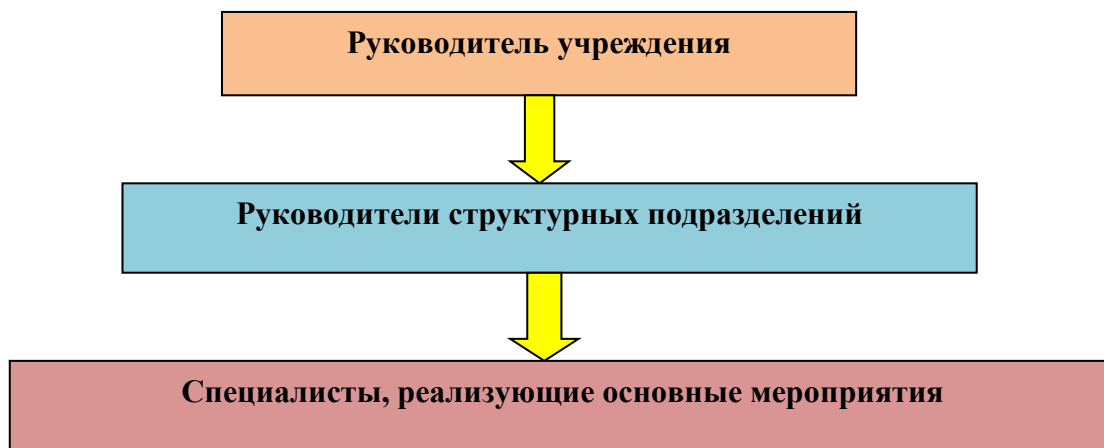 Руководитель учреждения
Руководители структурных подразделений
Специалисты, реализующие основные мероприятия